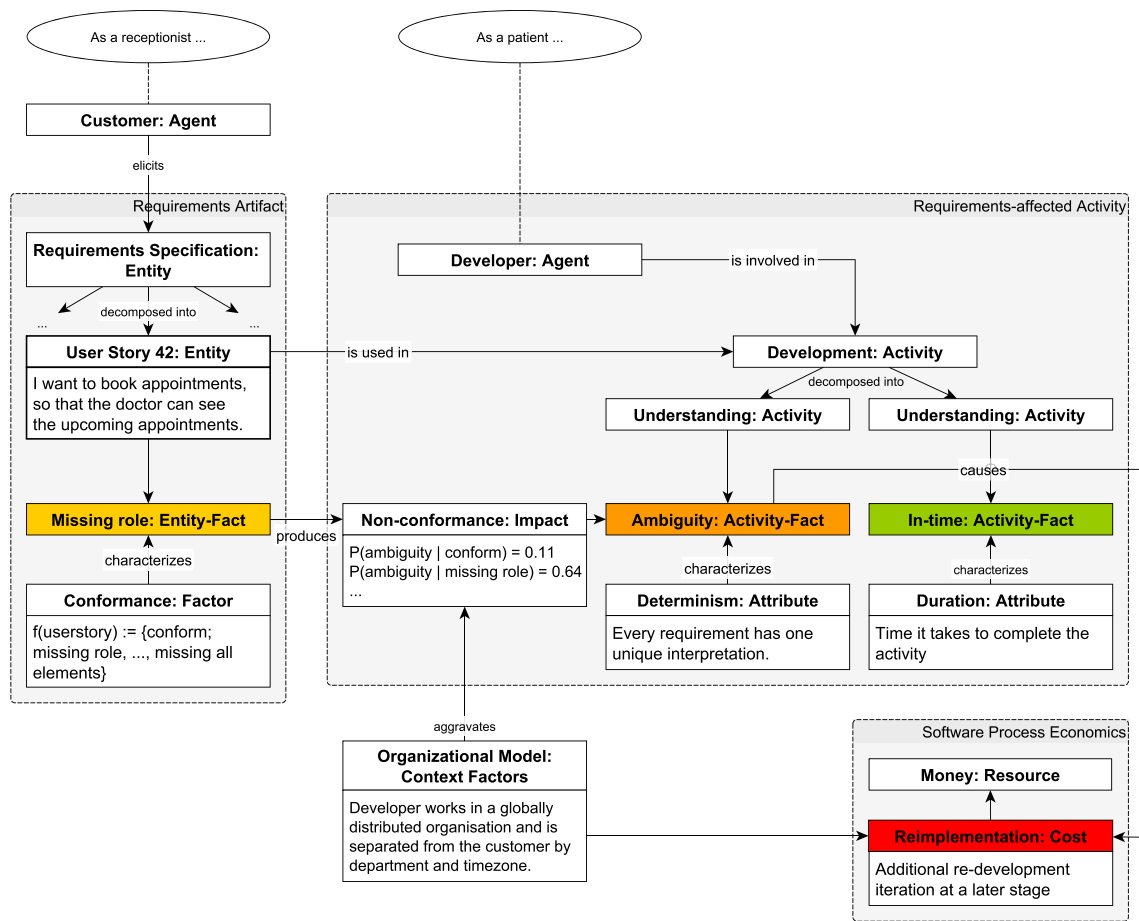 As a receptionist ...
As a patient ...
Customer: Agent
elicits
Requirements Artifact
Requirements Specification:
Entity
decomposed into
...
...
User Story 42: Entity
I want to book appointments,
so that the doctor can see
the upcoming appointments.
Missing role: Entity-Fact
characterizes
Conformance: Factor
f(userstory) := {conform;
missing role, ..., missing all
elements}
Requirements-affected Activity
Developer: Agent
is involved in
is used in
Development: Activity
decomposed into
Understanding: Activity
Understanding: Activity
causes
produces
Non-conformance: Impact
P(ambiguity | conform) = 0.11
P(ambiguity | missing role) = 0.64
...
Ambiguity: Activity-Fact
In-time: Activity-Fact
characterizes
characterizes
Determinism: Attribute
Every requirement has one
unique interpretation.
Duration: Attribute
Time it takes to complete the
activity
aggravates
Organizational Model:
Context Factors
Developer works in a globally
distributed organisation and is
separated from the customer by
department and timezone.
Software Process Economics
Money: Resource
Reimplementation: Cost
Additional re-development
iteration at a later stage